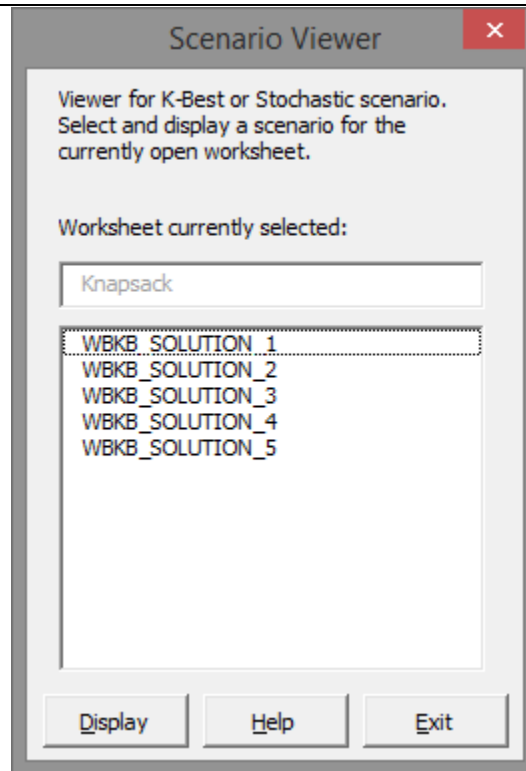 Scenario Viewer
Viewer for K-Best or Stochastic scenario.
Select and display a scenario for the
currently open worksheet.
Worksheet currently selected:
Knapsack
WBKB_SOLUTION_1
WBKB_SOLUTION_2
WBKB_SOLUTION_3
WBKB_SOLUTION_4
WBKB_SOLUTION_5
Display Help Exit